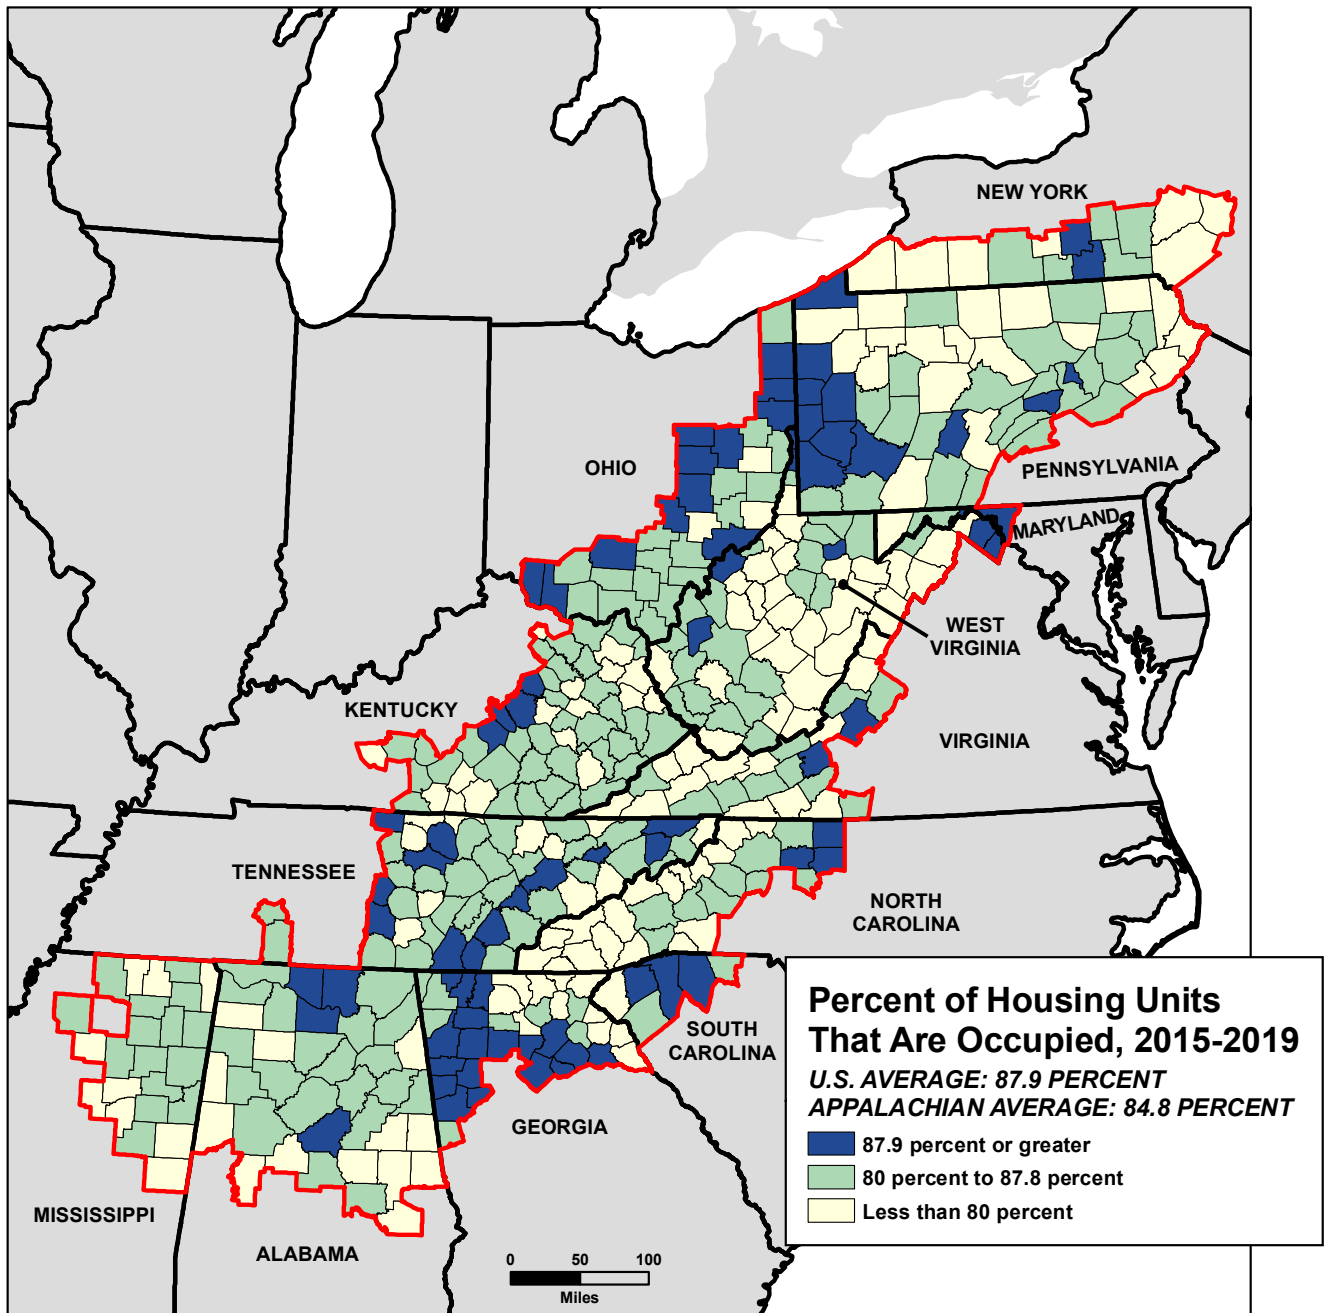 NEW YORK
OHIO
PENNSYLVANIA
MARYLAND
WEST
VIRGINIA
KENTUCKY
VIRGINIA
TENNESSEE
NORTH
CAROLINA
SOUTH
CAROLINA
GEORGIA
MISSISSIPPI
ALABAMA
0 50 100
Miles
Percent of Housing Units
That Are Occupied, 2015-2019
U.S. AVERAGE: 87.9 PERCENT
APPALACHIAN AVERAGE: 84.8 PERCENT
87.9 percent or greater
80 percent to 87.8 percent
Less than 80 percent